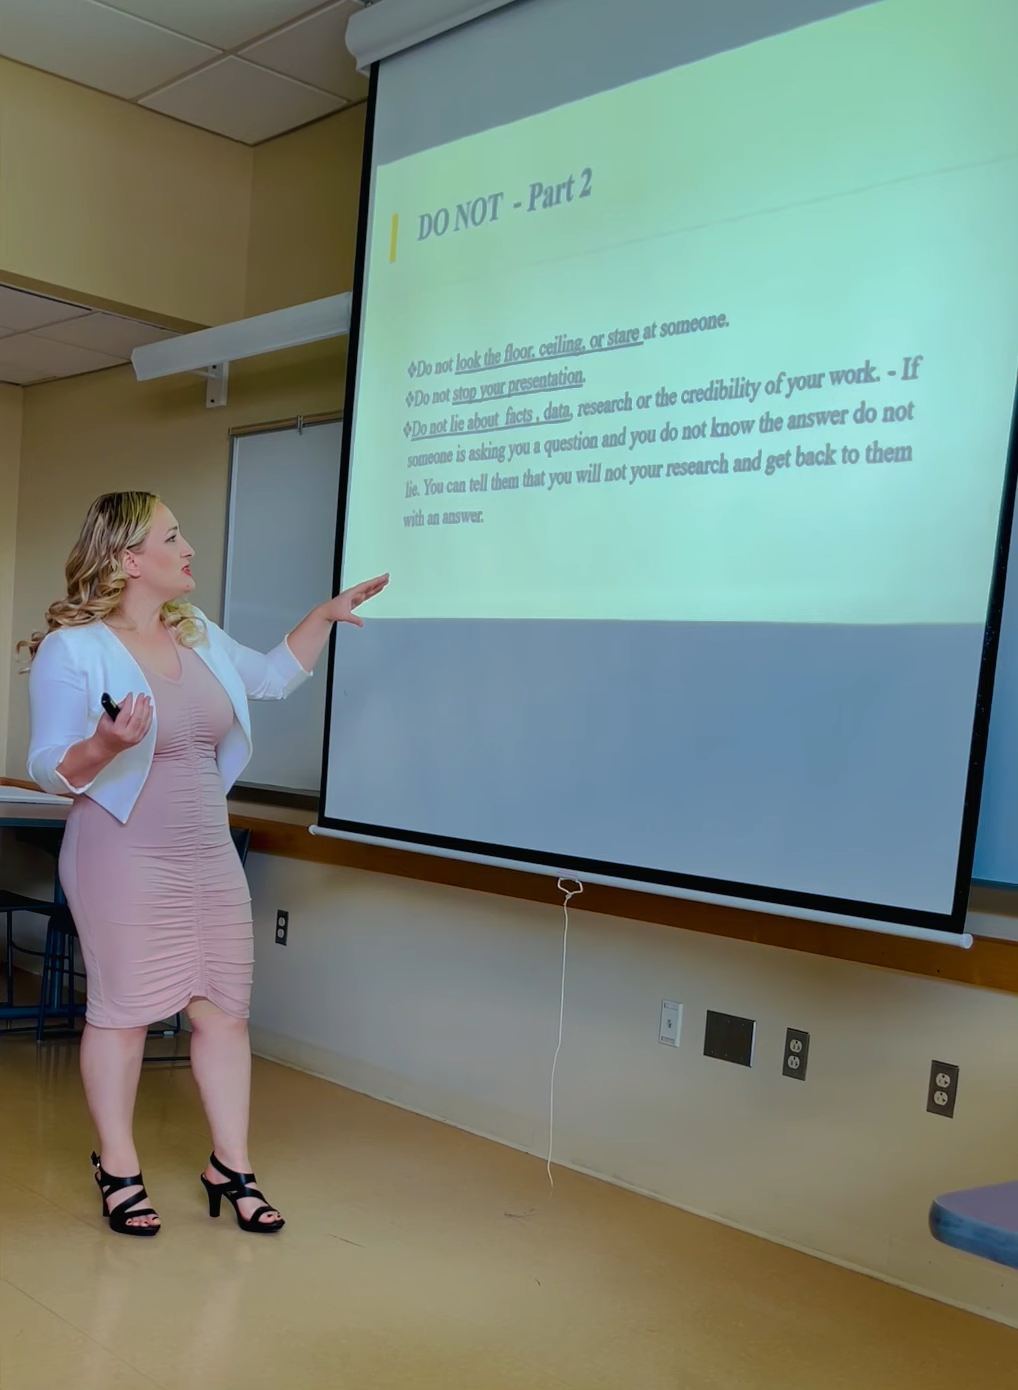 DO NOT - Part 2
❖Do not look the floor, ceiling, or stare at someone.
❖Do not stop your presentation.
❖Do not lie about facts , data, research or the credibility of your work. - If
someone is asking you a question and you do not know the answer do not
lie. You can tell them that you will not your research and get back to them
with an answer.